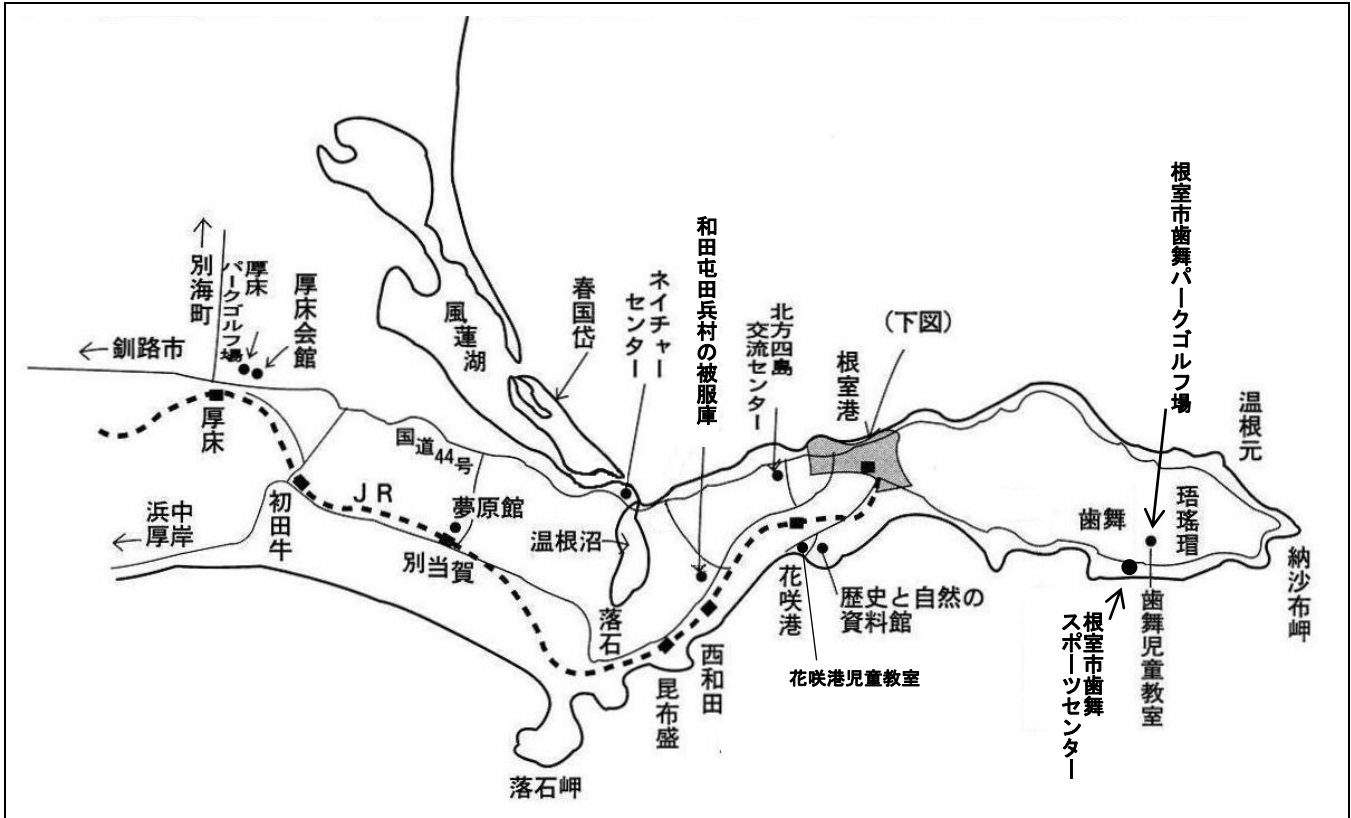 別海町
厚床
パークゴルフ場
厚床会館
釧路市
厚床
浜中
厚岸
初田牛
JR
国道44号
夢原館
別当賀
風蓮湖
春国岱
ネイチャー
センター
温根沼
落石
落石岬
昆布盛
西和田
和田屯田兵村の被服庫
北方四島
交流センター
根室港
(下図)
花咲港
歴史と自然の
資料館
花咲港児童教室
根室市歯舞パークゴルフ場
温根元
珸瑤瑁
歯舞
納沙布岬
歯舞児童教室
根室市歯舞
スポーツセンター